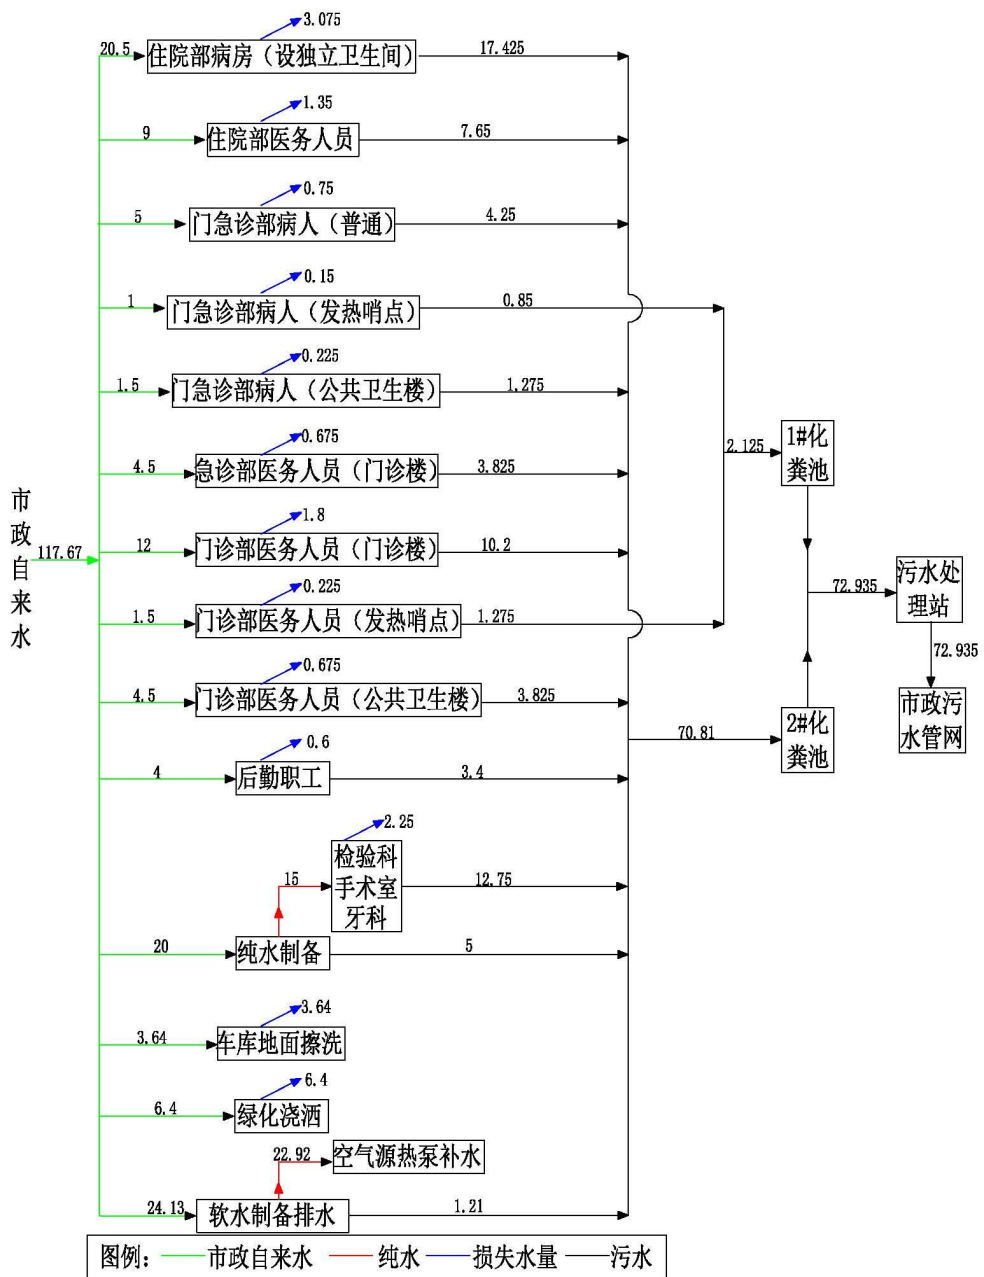 3.075
20.5
住院部病房（设独立卫生间）
17.425
1.35
9
住院部医务人员
7.65
0.75
5
门急诊部病人（普通）
4.25
0.15
1
门急诊部病人（发热哨点）
0.85
0.225
1.5
门急诊部病人（公共卫生楼）
1.275
0.675
4.5
急诊部医务人员（门诊楼）
3.825
2.125
1#化
粪池
1.8
市
政
自
来
水
117.67
12
门诊部医务人员（门诊楼）
10.2
0.225
1.5
门诊部医务人员（发热哨点）
1.275
72.935
污水处
理站
72.935
0.675
4.5
门诊部医务人员（公共卫生楼）
3.825
70.81
2#化
粪池
市政污
水管网
0.6
4
后勤职工
3.4
2.25
15
检验科
手术室
牙科
12.75
20
纯水制备
5
3.64
3.64
车库地面擦洗
6.4
6.4
绿化浇洒
22.92
空气源热泵补水
24.13
软水制备排水
1.21
图例： 市政自来水 纯水 损失水量 污水